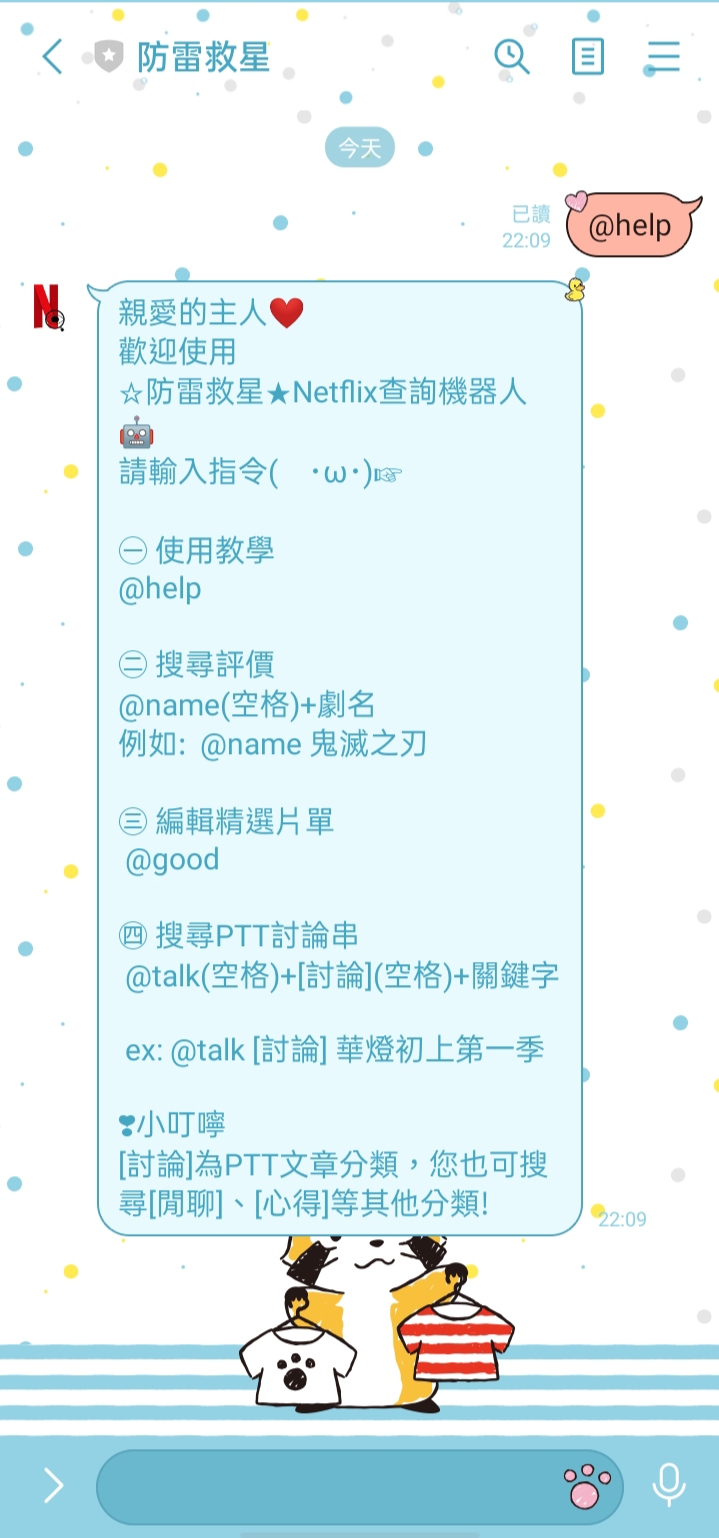 防雷救星
今天
已讀
22:09
@help
親愛的主人❤️
歡迎使用
☆防雷救星★Netflix查詢機器人
🤖
請輸入指令(　･ω･)☞
㊀ 使用教學
@help
㊁ 搜尋評價
@name(空格)+劇名
例如: @name 鬼滅之刃
㊂ 編輯精選片單
@good
㊃ 搜尋PTT討論串
@talk(空格)+[討論](空格)+關鍵字
ex: @talk [討論] 華燈初上第一季
❣小叮嚀
[討論]為PTT文章分類，您也可搜
尋[閒聊]、[心得]等其他分類!
22:09